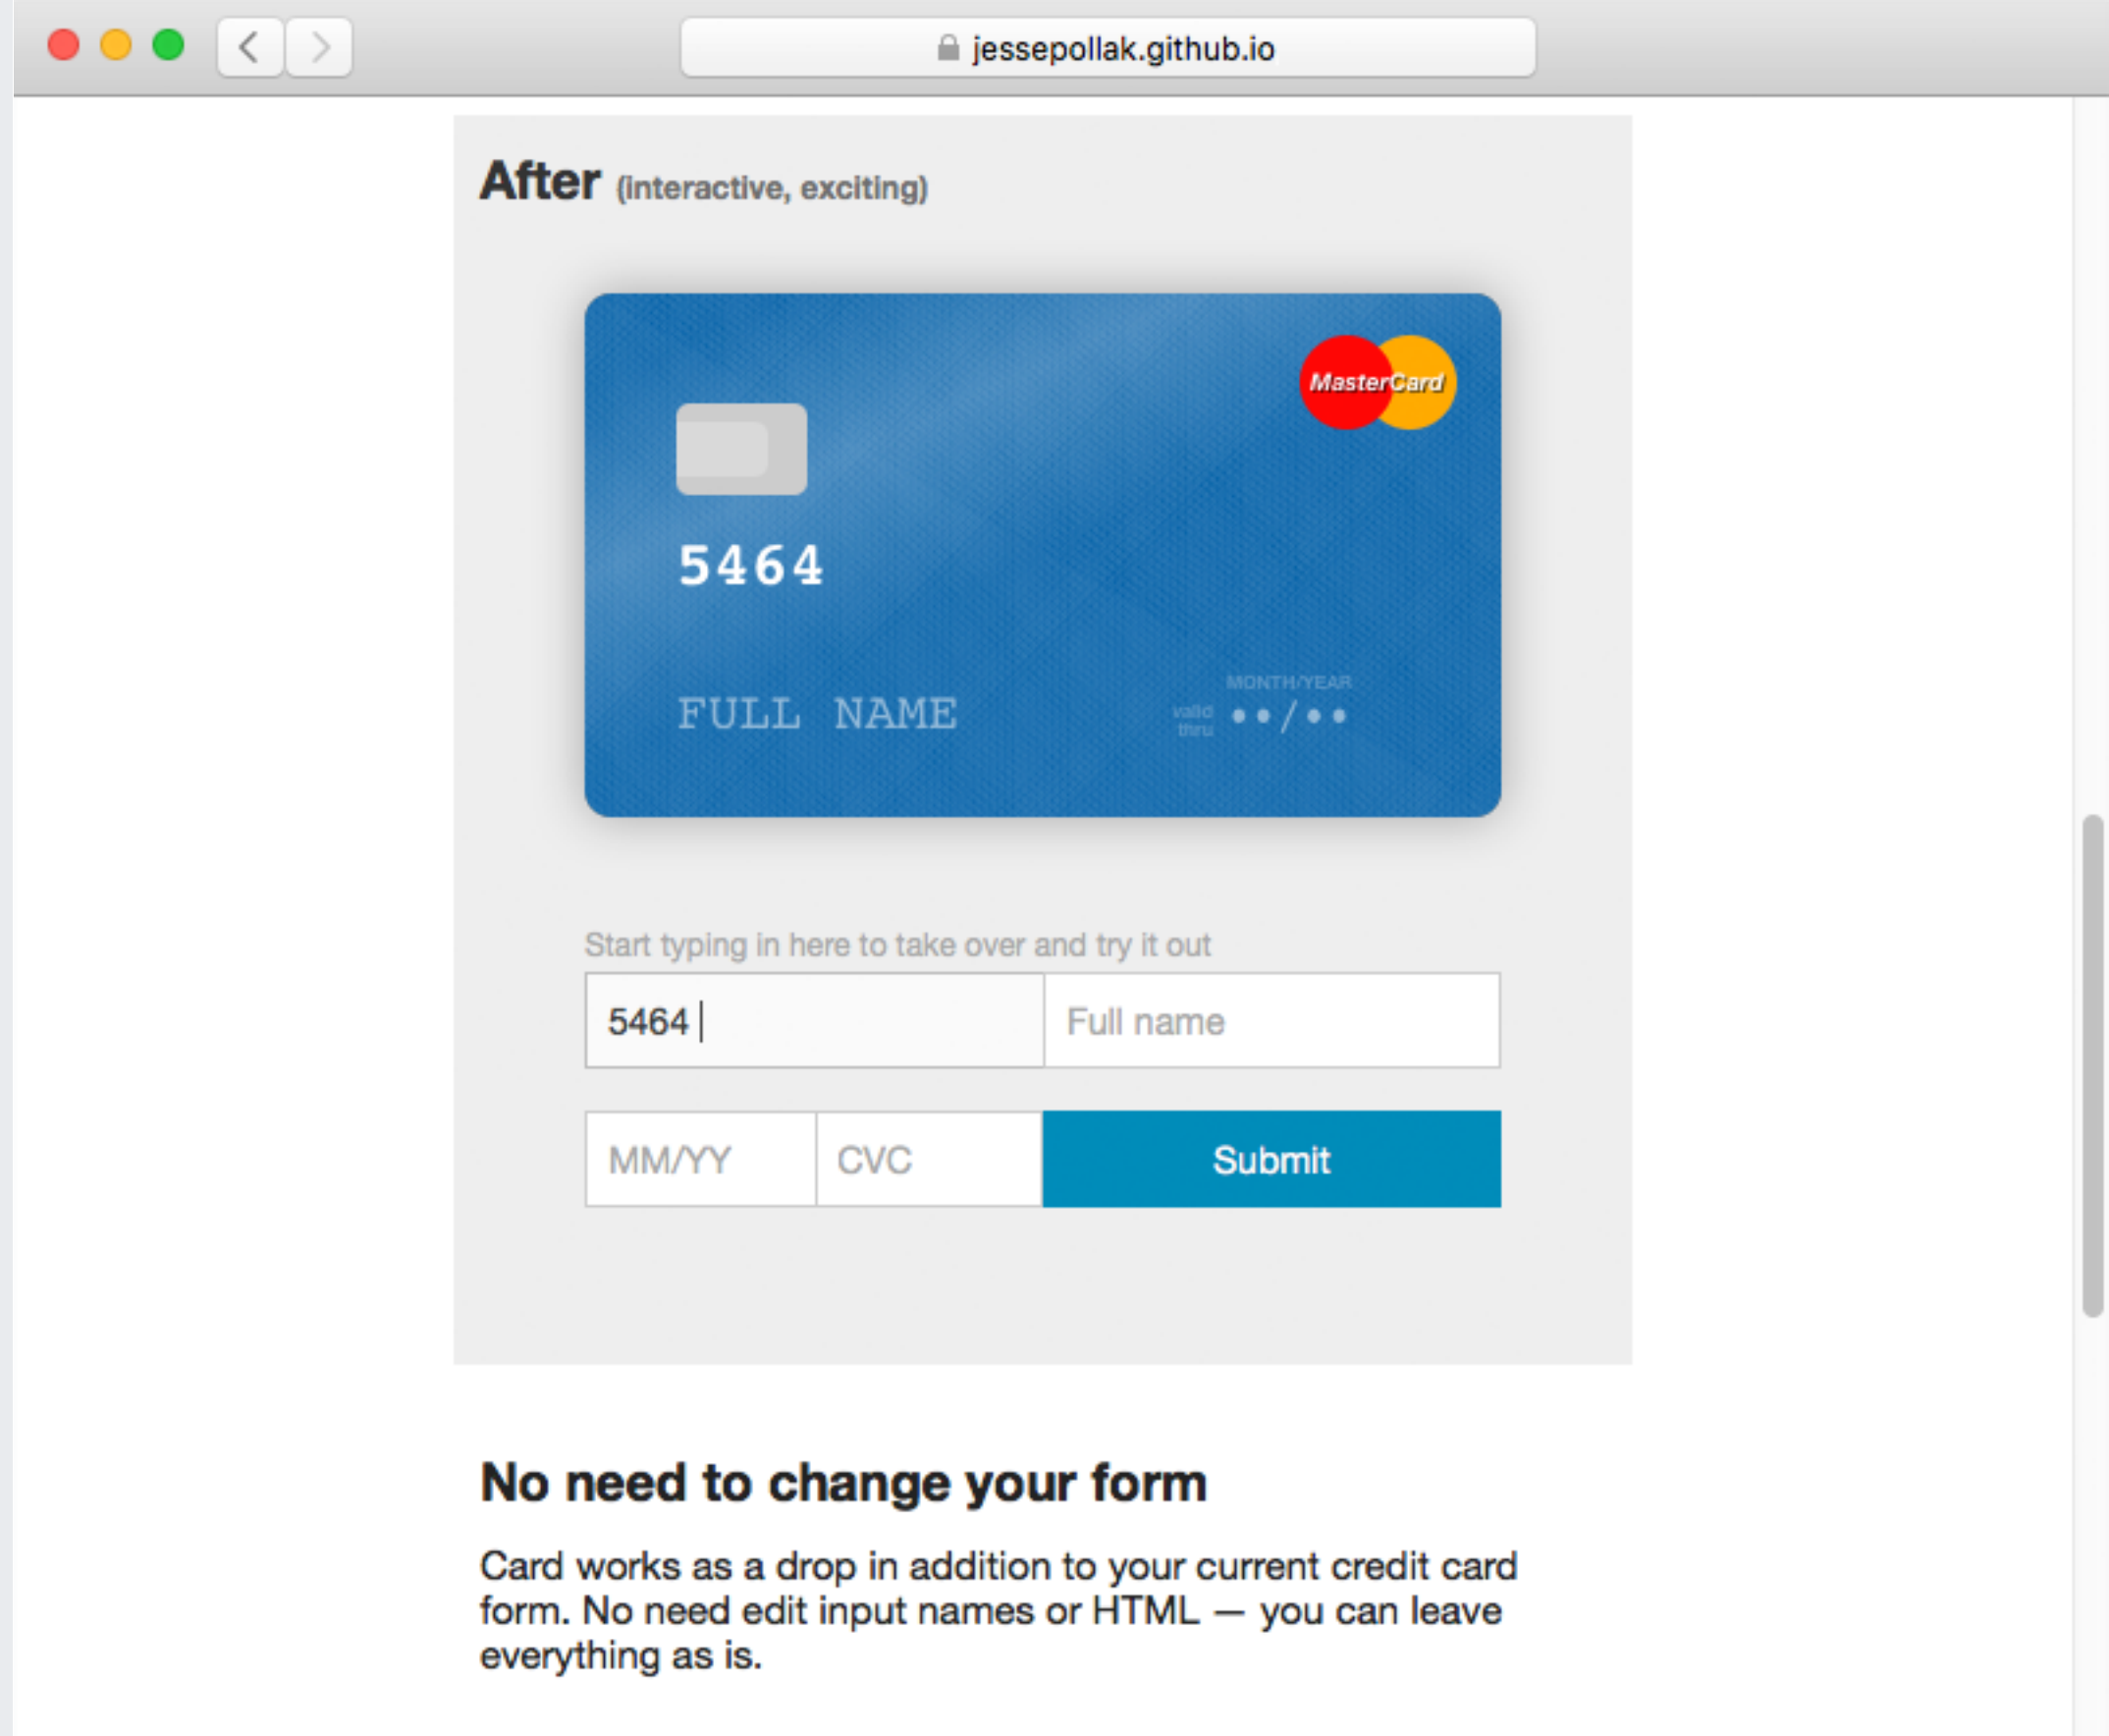 jessepollak.github.io
After (interactive, exciting)
MasterCard
5464
MONTH/YEAR
FULL NAME
valid
thru
••/••
Start typing in here to take over and try it out
5464
Full name
MM/YY
CVC
Submit
No need to change your form
Card works as a drop in addition to your current credit card
form. No need edit input names or HTML — you can leave
everything as is.